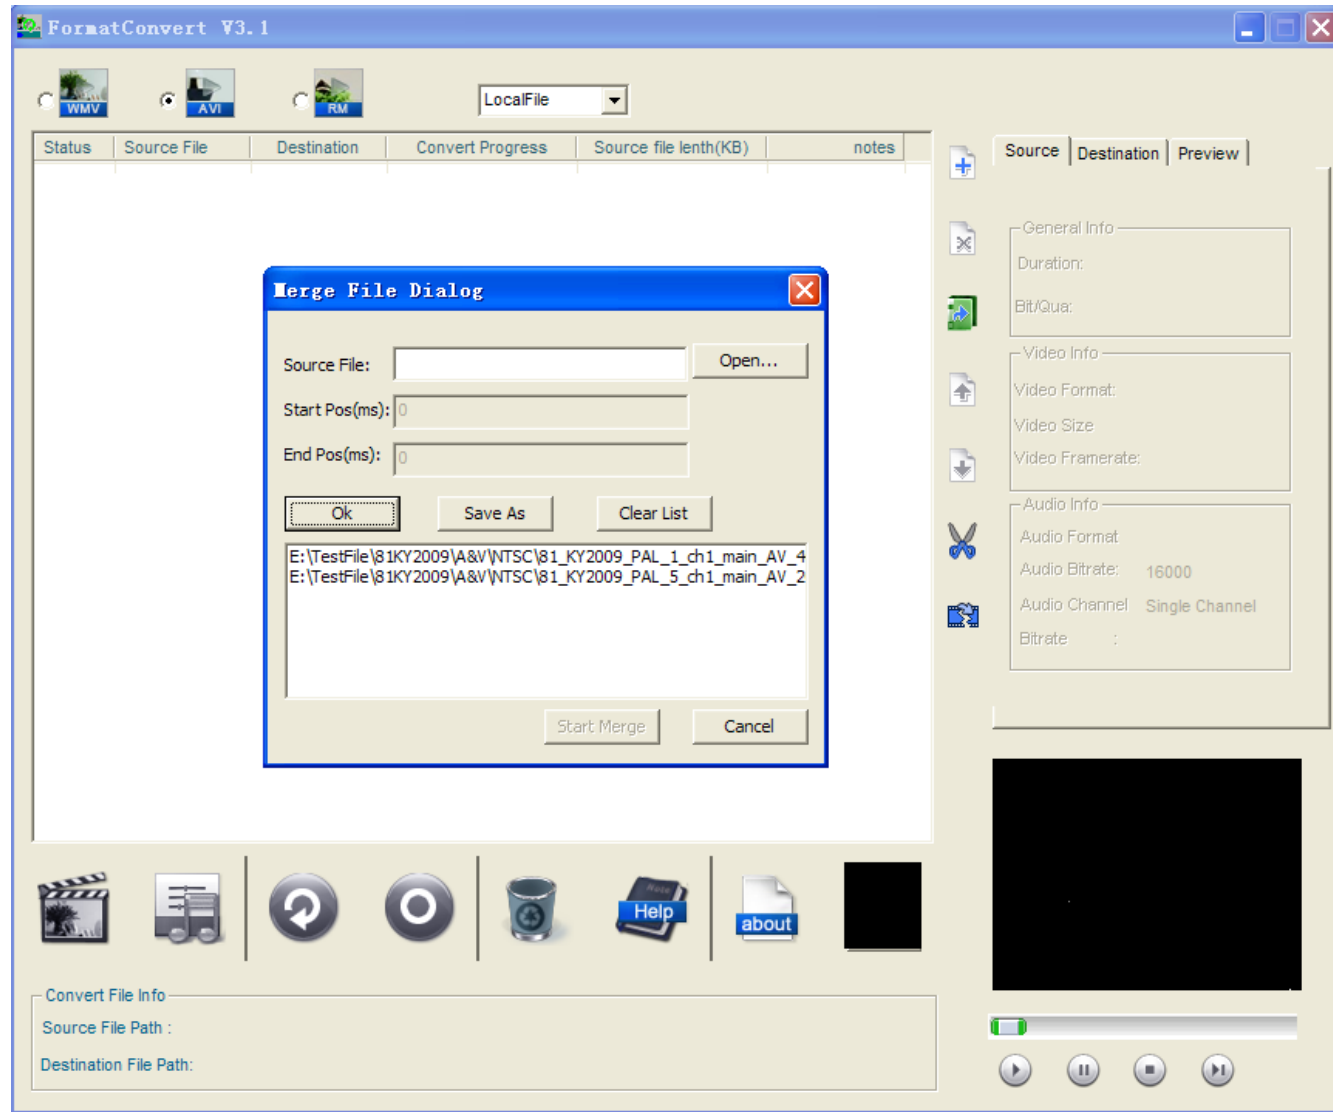 FormatConvert V3.1
WMV
AVI
RM
LocalFile
Status Source File Destination Convert Progress Source file lenth(KB) notes
Source Destination Preview
General Info
Duration:
Bit/Qua:
Video Info
Video Format:
Video Size
Video Framerate:
Audio Info
Audio Format
Audio Bitrate: 16000
Audio Channel Single Channel
Bitrate :
Merge File Dialog
Source File: Open...
Start Pos(ms): 0
End Pos(ms): 0
Ok Save As Clear List
E:\TestFile\81KY2009\A&V\NTSC\81_KY2009_PAL_1_ch1_main_AV_4
E:\TestFile\81KY2009\A&V\NTSC\81_KY2009_PAL_5_ch1_main_AV_2
Start Merge Cancel
Note
Help
about
Convert File Info
Source File Path :
Destination File Path: